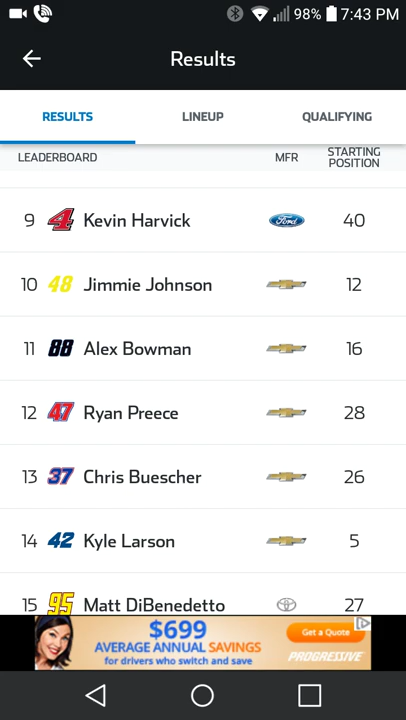 98% 7:43 PM
Results
RESULTS LINEUP QUALIFYING
LEADERBOARD MFR STARTING POSITION
9 4 Kevin Harvick Ford 40
10 48 Jimmie Johnson 12
11 88 Alex Bowman 16
12 47 Ryan Preece 28
13 37 Chris Buescher 26
14 42 Kyle Larson 5
15 95 Matt DiBenedetto 27
$699
AVERAGE ANNUAL SAVINGS
for drivers who switch and save
Get a Quote
PROGRESSIVE